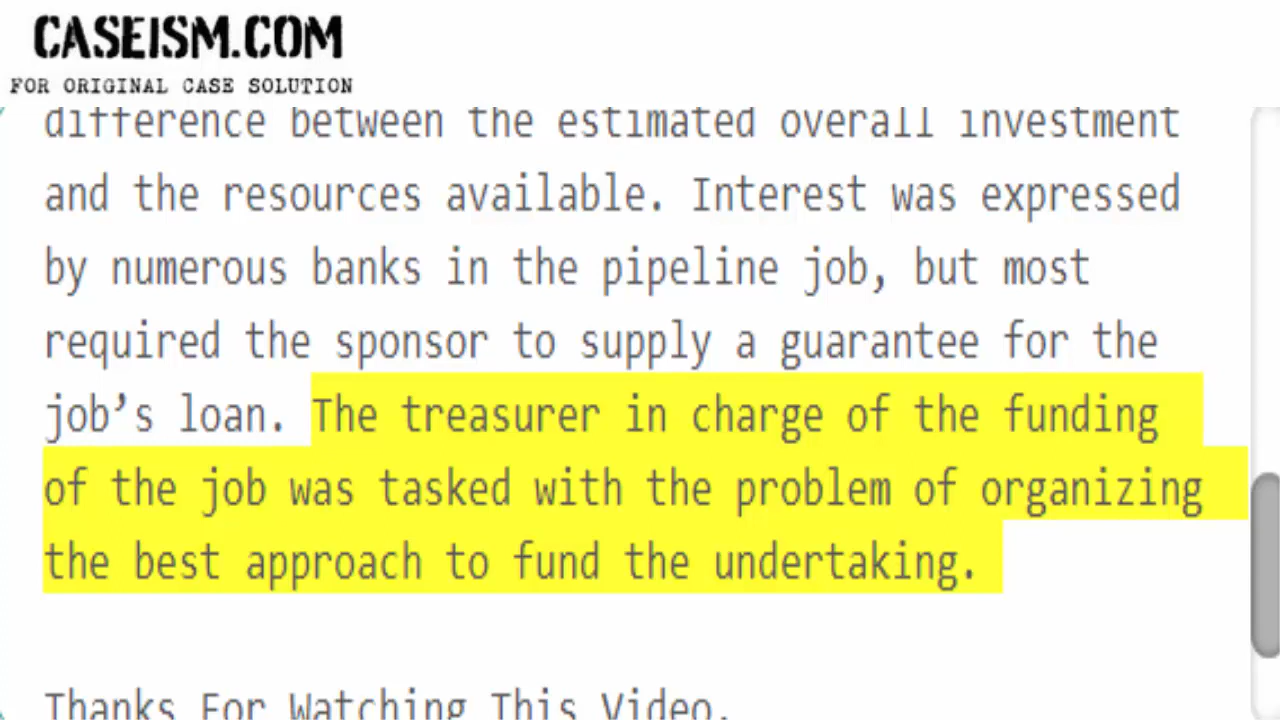 CASEISM.COM
FOR ORIGINAL CASE SOLUTION
difference between the estimated overall investment
and the resources available. Interest was expressed
by numerous banks in the pipeline job, but most
required the sponsor to supply a guarantee for the
job’s loan. The treasurer in charge of the funding
of the job was tasked with the problem of organizing
the best approach to fund the undertaking.
Thanks For Watching This Video.